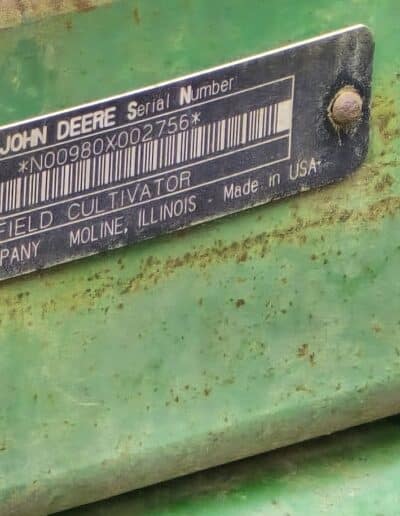 JOHN DEERE Serial Number
*N00980X002756*
FIELD CULTIVATOR
PANY MOLINE, ILLINOIS Made in USA